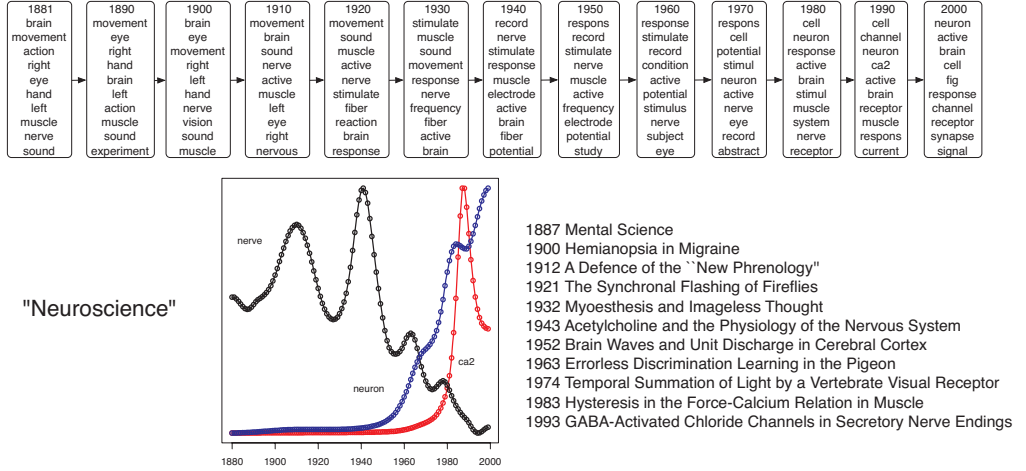 1881
brain
movement
action
right
eye
hand
left
muscle
nerve
sound
1890
movement
eye
right
hand
brain
left
action
muscle
sound
experiment
1900
brain
eye
movement
right
left
hand
nerve
vision
sound
muscle
1910
movement
brain
sound
nerve
active
muscle
left
eye
right
nervous
1920
movement
sound
muscle
active
nerve
stimulate
fiber
reaction
brain
response
1930
stimulate
muscle
sound
movement
response
nerve
frequency
fiber
active
brain
1940
record
nerve
stimulate
response
muscle
electrode
active
brain
fiber
potential
1950
respons
record
stimulate
nerve
muscle
active
frequency
electrode
potential
study
1960
response
stimulate
record
condition
active
potential
stimulus
nerve
subject
eye
1970
respons
cell
potential
stimul
neuron
active
nerve
eye
record
abstract
1980
cell
neuron
response
active
brain
stimul
muscle
system
nerve
receptor
1990
cell
channel
neuron
ca2
active
brain
receptor
muscle
respons
current
2000
neuron
active
brain
cell
fig
response
channel
receptor
synapse
signal
"Neuroscience"
nerve
neuron
ca2
1880 1900 1920 1940 1960 1980 2000
1887 Mental Science
1900 Hemianopsia in Migraine
1912 A Defence of the ``New Phrenology''
1921 The Synchronal Flashing of Fireflies
1932 Myoesthesis and Imageless Thought
1943 Acetylcholine and the Physiology of the Nervous System
1952 Brain Waves and Unit Discharge in Cerebral Cortex
1963 Errorless Discrimination Learning in the Pigeon
1974 Temporal Summation of Light by a Vertebrate Visual Receptor
1983 Hysteresis in the Force-Calcium Relation in Muscle
1993 GABA-Activated Chloride Channels in Secretory Nerve Endings